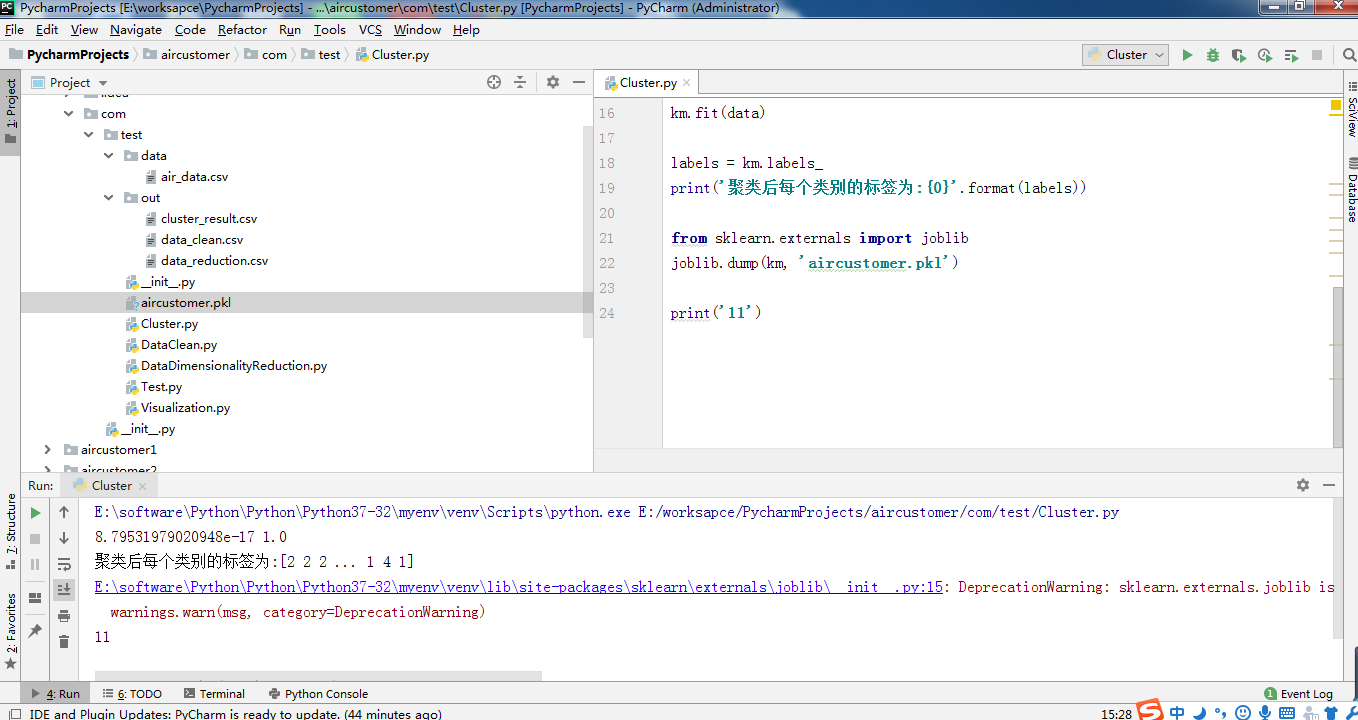 PycharmProjects [E:\worksapce\PycharmProjects] - ...\aircustomer\com\test\Cluster.py [PycharmProjects] - PyCharm (Administrator)
File Edit View Navigate Code Refactor Run Tools VCS Window Help
PycharmProjects aircustomer com test Cluster.py Cluster
1: Project
Project
com
test
data
air_data.csv
out
cluster_result.csv
data_clean.csv
data_reduction.csv
__init__.py
aircustomer.pkl
Cluster.py
DataClean.py
DataDimensionalityReduction.py
Test.py
Visualization.py
__init__.py
aircustomer1
aircustomer2
Cluster.py
16 km.fit(data)
17
18 labels = km.labels_
19 print('聚类后每个类别的标签为:{0}'.format(labels))
20
21 from sklearn.externals import joblib
22 joblib.dump(km, 'aircustomer.pkl')
23
24 print('11')
SciView
Database
7: Structure
2: Favorites
Run: Cluster
E:\software\Python\Python\Python37-32\myenv\venv\Scripts\python.exe E:/worksapce/PycharmProjects/aircustomer/com/test/Cluster.py
8.79531979020948e-17 1.0
聚类后每个类别的标签为:[2 2 2 ... 1 4 1]
E:\software\Python\Python\Python37-32\myenv\venv\lib\site-packages\sklearn\externals\joblib\__init__.py:15: DeprecationWarning: sklearn.externals.joblib is
warnings.warn(msg, category=DeprecationWarning)
11
4: Run 6: TODO Terminal Python Console 1 Event Log
IDE and Plugin Updates: PyCharm is ready to update. (44 minutes ago) 15:28 中